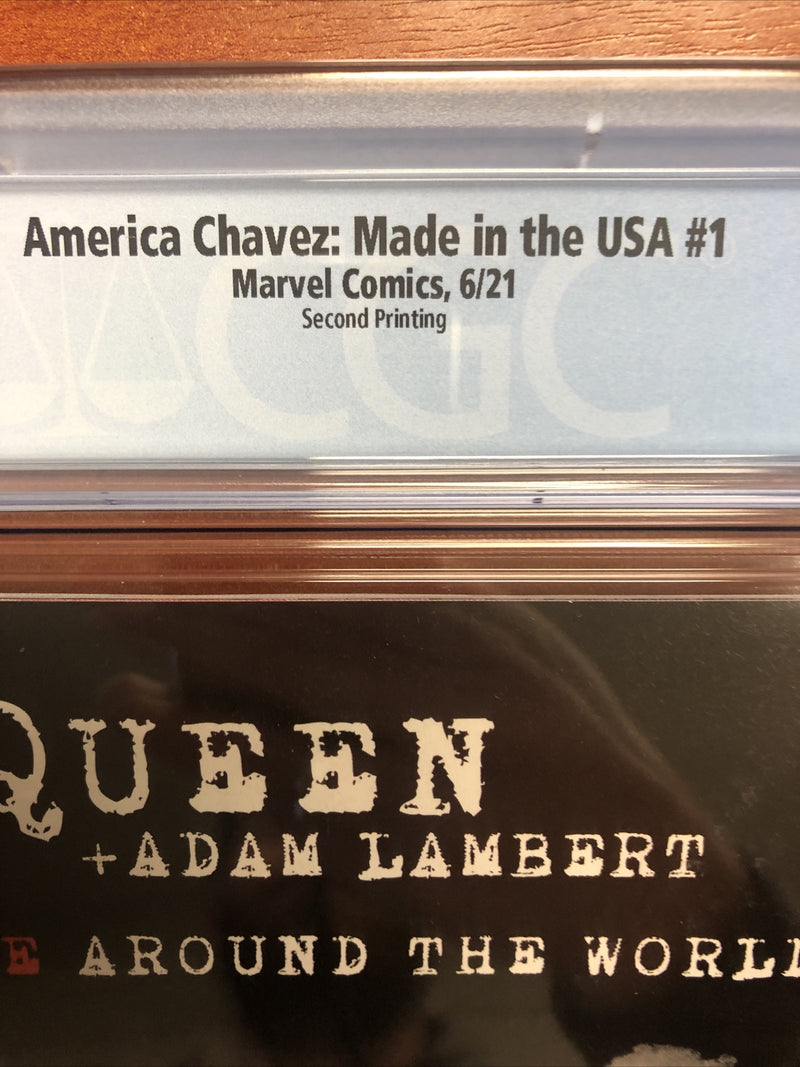 America Chavez: Made in the USA #1
Marvel Comics, 6/21
Second Printing
CGC
QUEEN
+ADAM LAMBERT
E AROUND THE WORL